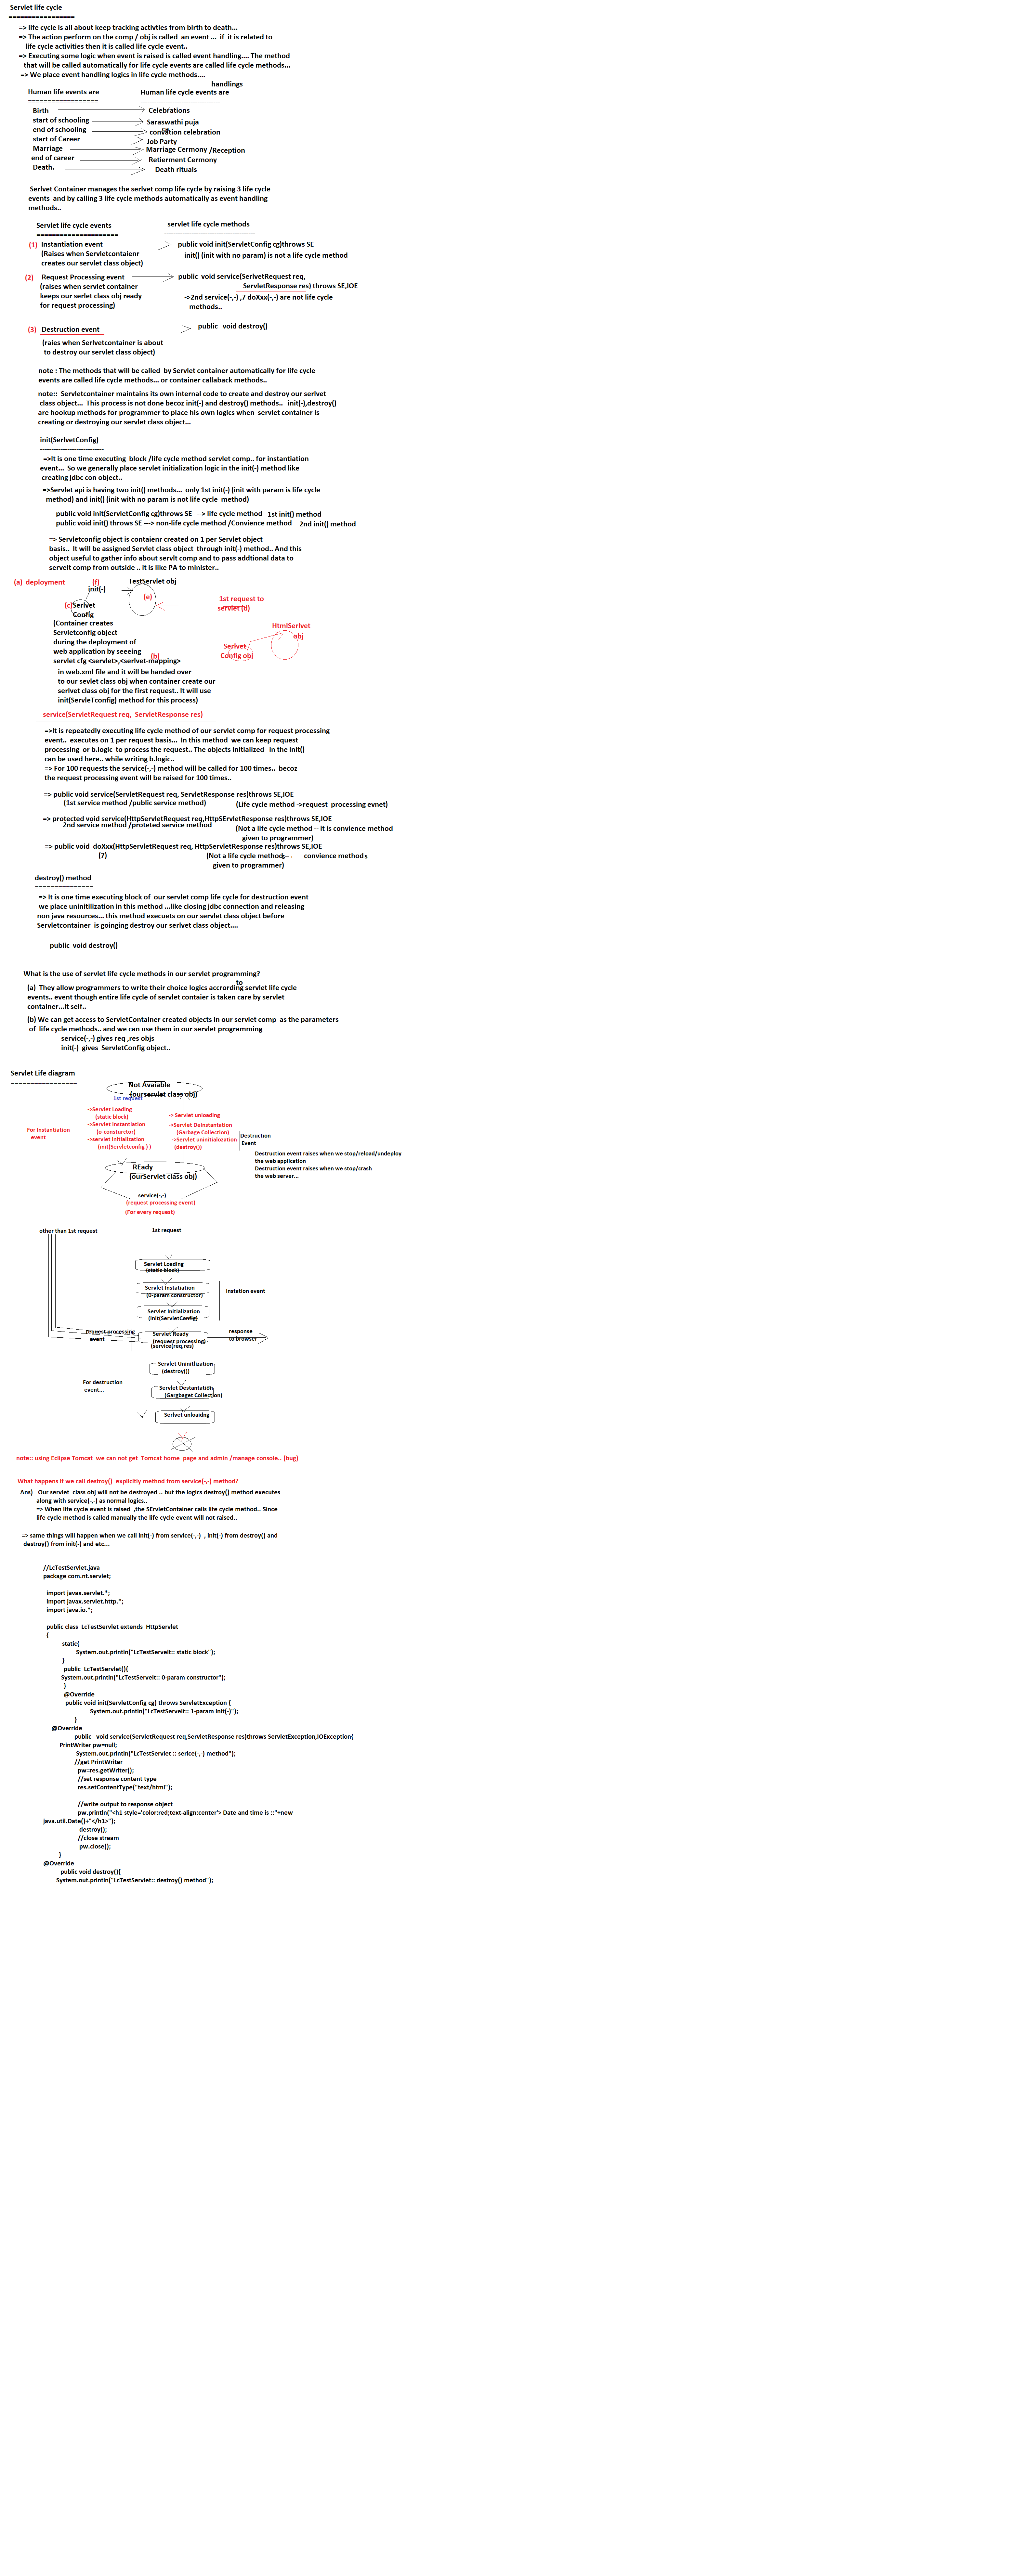 Servlet life cycle
=================
=> life cycle is all about keep tracking activties from birth to death...
=> The action perform on the comp / obj is called an event ... if it is related to
life cycle activities then it is called life cycle event..
=> Executing some logic when event is raised is called event handling.... The method
that will be called automatically for life cycle events are called life cycle methods...
=> We place event handling logics in life cycle methods....
handlings
Human life events are
Human life cycle events are
==================
-----------------------------------
Birth
Celebrations
start of schooling
Saraswathi puja
end of schooling
convation celebration
start of Career
Job Party
Marriage
Marriage Cermony /Reception
end of career
Retierment Cermony
Death.
Death rituals
Serlvet Container manages the serlvet comp life cycle by raising 3 life cycle
events and by calling 3 life cycle methods automatically as event handling
methods..
Servlet life cycle events
servlet life cycle methods
=====================
----------------------------------------
(1) Instantiation event
public void init(ServletConfig cg)throws SE
(Raises when Servletcontaienr
creates our servlet class object)
init() (init with no param) is not a life cycle method
(2) Request Processing event
public void service(SerlvetRequest req,
ServletResponse res) throws SE,IOE
(raises when servlet container
keeps our serlet class obj ready
for request processing)
->2nd service(-,-) ,7 doXxx(-,-) are not life cycle
methods..
(3) Destruction event
public void destroy()
(raies when Serlvetcontainer is about
to destroy our servlet class object)
note : The methods that will be called by Servlet container automatically for life cycle
events are called life cycle methods... or container callaback methods..
note:: Servletcontainer maintains its own internal code to create and destroy our serlvet
class object... This process is not done becoz init(-) and destroy() methods.. init(-),destroy()
are hookup methods for programmer to place his own logics when servlet container is
creating or destroying our servlet class object...
init(SerlvetConfig)
----------------------------
=>It is one time executing block /life cycle method servlet comp.. for instantiation
event... So we generally place servlet initialization logic in the init(-) method like
creating jdbc con object..
=>Servlet api is having two init() methods... only 1st init(-) (init with param is life cycle
method) and init() (init with no param is not life cycle method)
public void init(ServletConfig cg)throws SE --> life cycle method 1st init() method
public void init() throws SE ---> non-life cycle method /Convience method 2nd init() method
=> Servletconfig object is contaienr created on 1 per Servlet object
basis.. It will be assigned Servlet class object through init(-) method.. And this
object useful to gather info about servlt comp and to pass addtional data to
servelt comp from outside .. it is like PA to minister..
(a) deployment
(f)
init(-)
TestServlet obj
(e)
1st request to
servlet (d)
(c)Serlvet
Config
HtmlSerlvet
obj
Serlvet
Config obj
(Container creates
Servletconfig object
during the deployment of
web application by seeeing
servlet cfg <servlet>,<serlvet-mapping>
(b)
in web.xml file and it will be handed over
to our sevlet class obj when container create our
serlvet class obj for the first request.. It will use
init(ServleTconfig) method for this process)
service(ServletRequest req, ServletResponse res)
=>It is repeatedly executing life cycle method of our servlet comp for request processing
event.. executes on 1 per request basis... In this method we can keep request
processing or b.logic to process the request.. The objects initialized in the init()
can be used here.. while writing b.logic..
=> For 100 requests the service(-,-) method will be called for 100 times.. becoz
the request processing event will be raised for 100 times..
=> public void service(ServletRequest req, ServletResponse res)throws SE,IOE
(1st service method /public service method)
(Life cycle method ->request processing evnet)
=> protected void service(HttpServletRequest req,HttpSErvletResponse res)throws SE,IOE
2nd service method /proteted service method
(Not a life cycle method -- it is convience method
given to programmer)
=> public void doXxx(HttpServletRequest req, HttpServletResponse res)throws SE,IOE
(7)
(Not a life cycle methods-- convience methods
given to programmer)
destroy() method
===============
=> It is one time executing block of our servlet comp life cycle for destruction event
we place uninitilization in this method ...like closing jdbc connection and releasing
non java resources... this method execuets on our servlet class object before
Servletcontainer is goinging destroy our serlvet class object....
public void destroy()
What is the use of servlet life cycle methods in our servlet programming?
to
(a) They allow programmers to write their choice logics accrording servlet life cycle
events.. event though entire life cycle of servlet contaier is taken care by servlet
container...it self..
(b) We can get access to ServletContainer created objects in our servlet comp as the parameters
of life cycle methods.. and we can use them in our servlet programming
service(-,-) gives req ,res objs
init(-) gives ServletConfig object..
Servlet Life diagram
=================
Not Avaiable
(ourservlet class obj)
1st request
->Servlet Loading
(static block)
->Servlet Instantiation
(o-consturctor)
->servlet initialization
(init(Servletconfig ) )
For Instantiation
event
-> Servlet unloading
->Servlet DeInstentation
(Garbage Collection)
->Servlet uninitialozation
(destroy())
Destruction
Event
Destruction event raises when we stop/reload/undeploy
the web application
Destruction event raises when we stop/crash
the web server...
REady
(ourServlet class obj)
service(-,-)
(request processing event)
(For every request)
other than 1st request
1st request
Servlet Loading
(static block)
Servlet Instatiation
(0-param constructor)
Instation event
Servlet Initialization
(init(ServletConfig)
request processing
event
Servlet Ready
(request processing)
(service(req,res)
response
to browser
Servlet Uninitlization
(destroy())
For destruction
event...
Servlet Destantation
(Gargbaget Collection)
Serlvet unloaidng
note:: using Eclipse Tomcat we can not get Tomcat home page and admin /manage console.. (bug)
What happens if we call destroy() explicitly method from service(-,-) method?
Ans) Our servlet class obj will not be destroyed .. but the logics destroy() method executes
along with service(-,-) as normal logics..
=> When life cycle event is raised ,the SErvletContainer calls life cycle method.. Since
life cycle method is called manually the life cycle event will not raised..
=> same things will happen when we call init(-) from service(-,-) , init(-) from destroy() and
destroy() from init(-) and etc...
//LcTestServlet.java
package com.nt.servlet;
import javax.servlet.*;
import javax.servlet.http.*;
import java.io.*;
public class LcTestServlet extends HttpServlet
{
static{
System.out.println("LcTestServelt:: static block");
}
public LcTestServlet(){
System.out.println("LcTestServelt:: 0-param constructor");
}
@Override
public void init(ServletConfig cg) throws ServletException {
System.out.println("LcTestServelt:: 1-param init(-)");
}
@Override
public void service(ServletRequest req,ServletResponse res)throws ServletException,IOException{
PrintWriter pw=null;
System.out.println("LcTestServlet :: serice(-,-) method");
//get PrintWriter
pw=res.getWriter();
//set response content type
res.setContentType("text/html");
//write output to response object
pw.println("<h1 style='color:red;text-align:center'> Date and time is ::"+new
java.util.Date()+"</h1>");
destroy();
//close stream
pw.close();
}
@Override
public void destroy(){
System.out.println("LcTestServlet:: destroy() method");